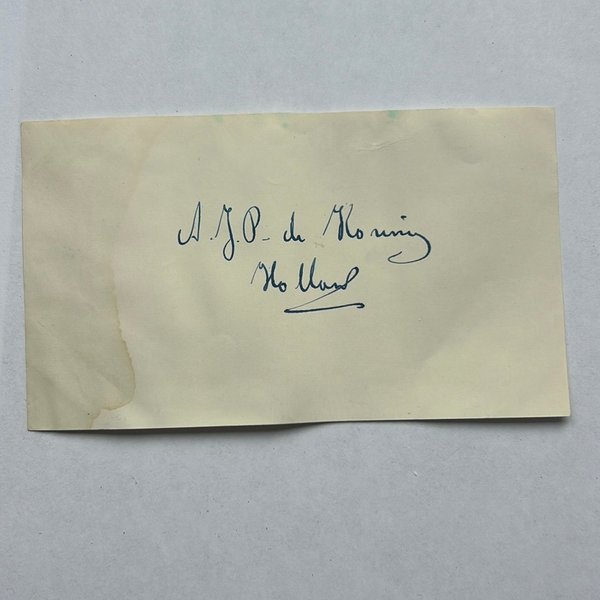 A. J. P. de Koning
Holland